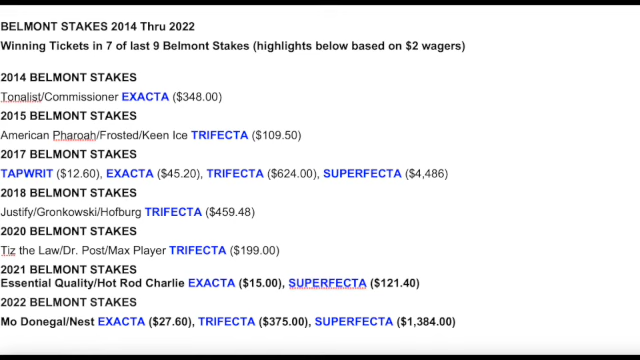 BELMONT STAKES 2014 Thru 2022
Winning Tickets in 7 of last 9 Belmont Stakes (highlights below based on $2 wagers)
2014 BELMONT STAKES
Tonalist/Commissioner EXACTA ($348.00)
2015 BELMONT STAKES
American Pharoah/Frosted/Keen Ice TRIFECTA ($109.50)
2017 BELMONT STAKES
TAPWRIT ($12.60), EXACTA ($45.20), TRIFECTA ($624.00), SUPERFECTA ($4,486)
2018 BELMONT STAKES
Justify/Gronkowski/Hofburg TRIFECTA ($459.48)
2020 BELMONT STAKES
Tiz the Law/Dr. Post/Max Player TRIFECTA ($199.00)
2021 BELMONT STAKES
Essential Quality/Hot Rod Charlie EXACTA ($15.00), SUPERFECTA ($121.40)
2022 BELMONT STAKES
Mo Donegal/Nest EXACTA ($27.60), TRIFECTA ($375.00), SUPERFECTA ($1,384.00)